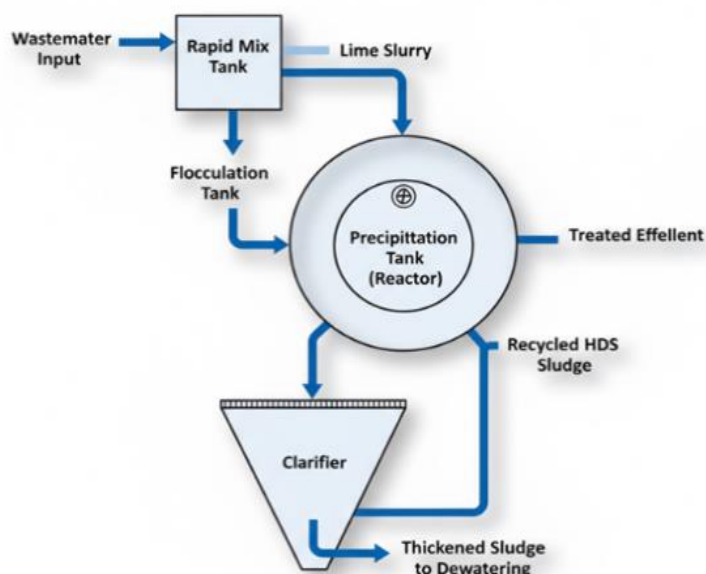 Wastemater
Input
Rapid Mix
Tank
Lime Slurry
Flocculation
Tank
Precipittation
Tank
(Reactor)
Treated Effellent
Recycled HDS
Sludge
Clarifier
Thickened Sludge
to Dewatering